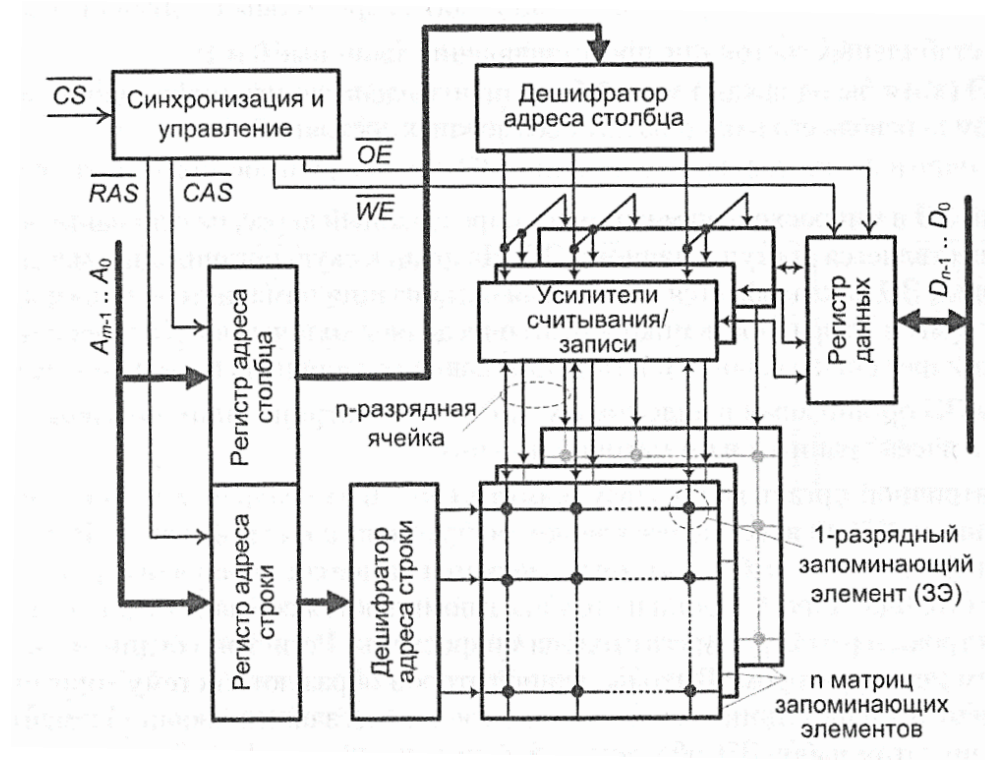 CS
Синхронизация и
управление
Дешифратор
адреса столбца
OE
WE
RAS
CAS
Am-1 ... A0
Регистр адреса
столбца
Усилители
считывания/
записи
Регистр
данных
Dn-1 ... D0
n-разрядная
ячейка
Регистр адреса
строки
Дешифратор
адреса строки
1-разрядный
запоминающий
элемент (ЗЭ)
n матриц
запоминающих
элементов